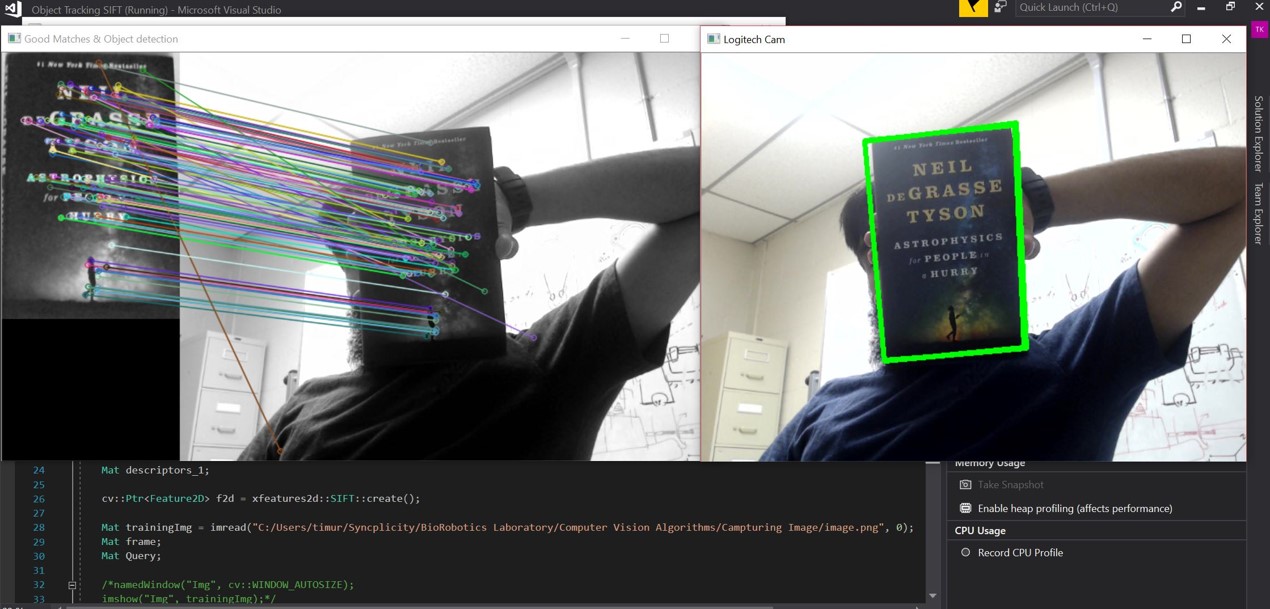 Object Tracking SIFT (Running) - Microsoft Visual Studio
Quick Launch (Ctrl+Q)
TK
Good Matches & Object detection
Logitech Cam
#1 New York Times Bestseller
DEGRASSE
ASTROPHYSICS
for PEOPLE
HURRY
#1 New York Times Bestseller
NEIL
DEGRASSE
TYSON
ASTROPHYSICS
for PEOPLE in
a HURRY
Solution Explorer
Team Explorer
24 Mat descriptors_1;
25
26 cv::Ptr<Feature2D> f2d = xfeatures2d::SIFT::create();
27
28 Mat trainingImg = imread("C:/Users/timur/Syncplicity/BioRobotics Laboratory/Computer Vision Algorithms/Campturing Image/image.png", 0);
29 Mat frame;
30 Mat Query;
31
32 /*namedWindow("Img", cv::WINDOW_AUTOSIZE);
33 imshow("Img", trainingImg);*/
Memory Usage
Take Snapshot
Enable heap profiling (affects performance)
CPU Usage
Record CPU Profile